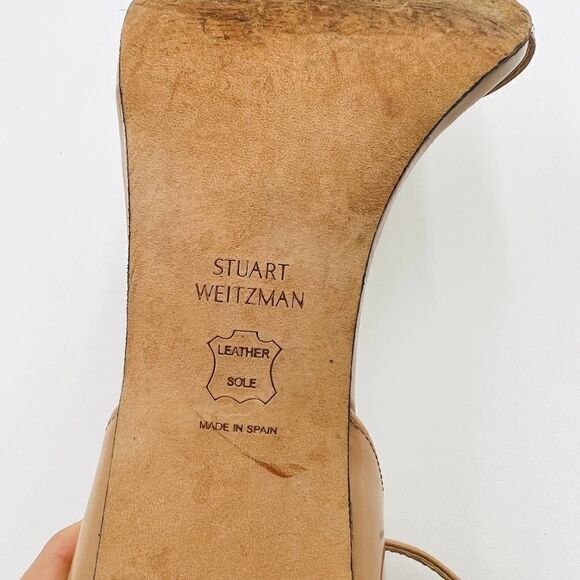 STUART
WEITZMAN
LEATHER
SOLE
MADE IN SPAIN